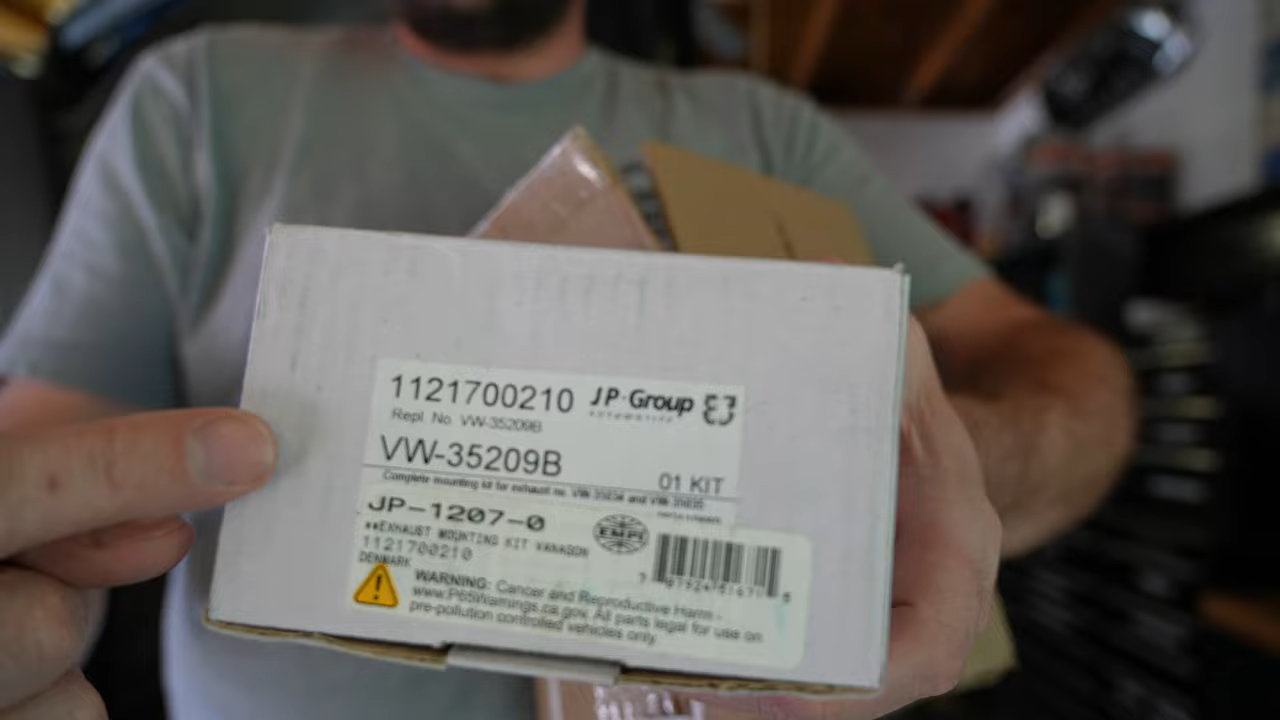 1121700210 JP·Group
AUTOMOTIVE
Repl. No. VW-35209B
VW-35209B
01 KIT
Complete mounting kit for exhaust no. VW-35034 and VW-35035
JP-1207-0
EMPI
**EXHAUST MOUNTING KIT VANAGON
1121700210
DENMARK
WARNING: Cancer and Reproductive Harm -
www.P65Warnings.ca.gov. All parts legal for use on
pre-pollution controlled vehicles only.